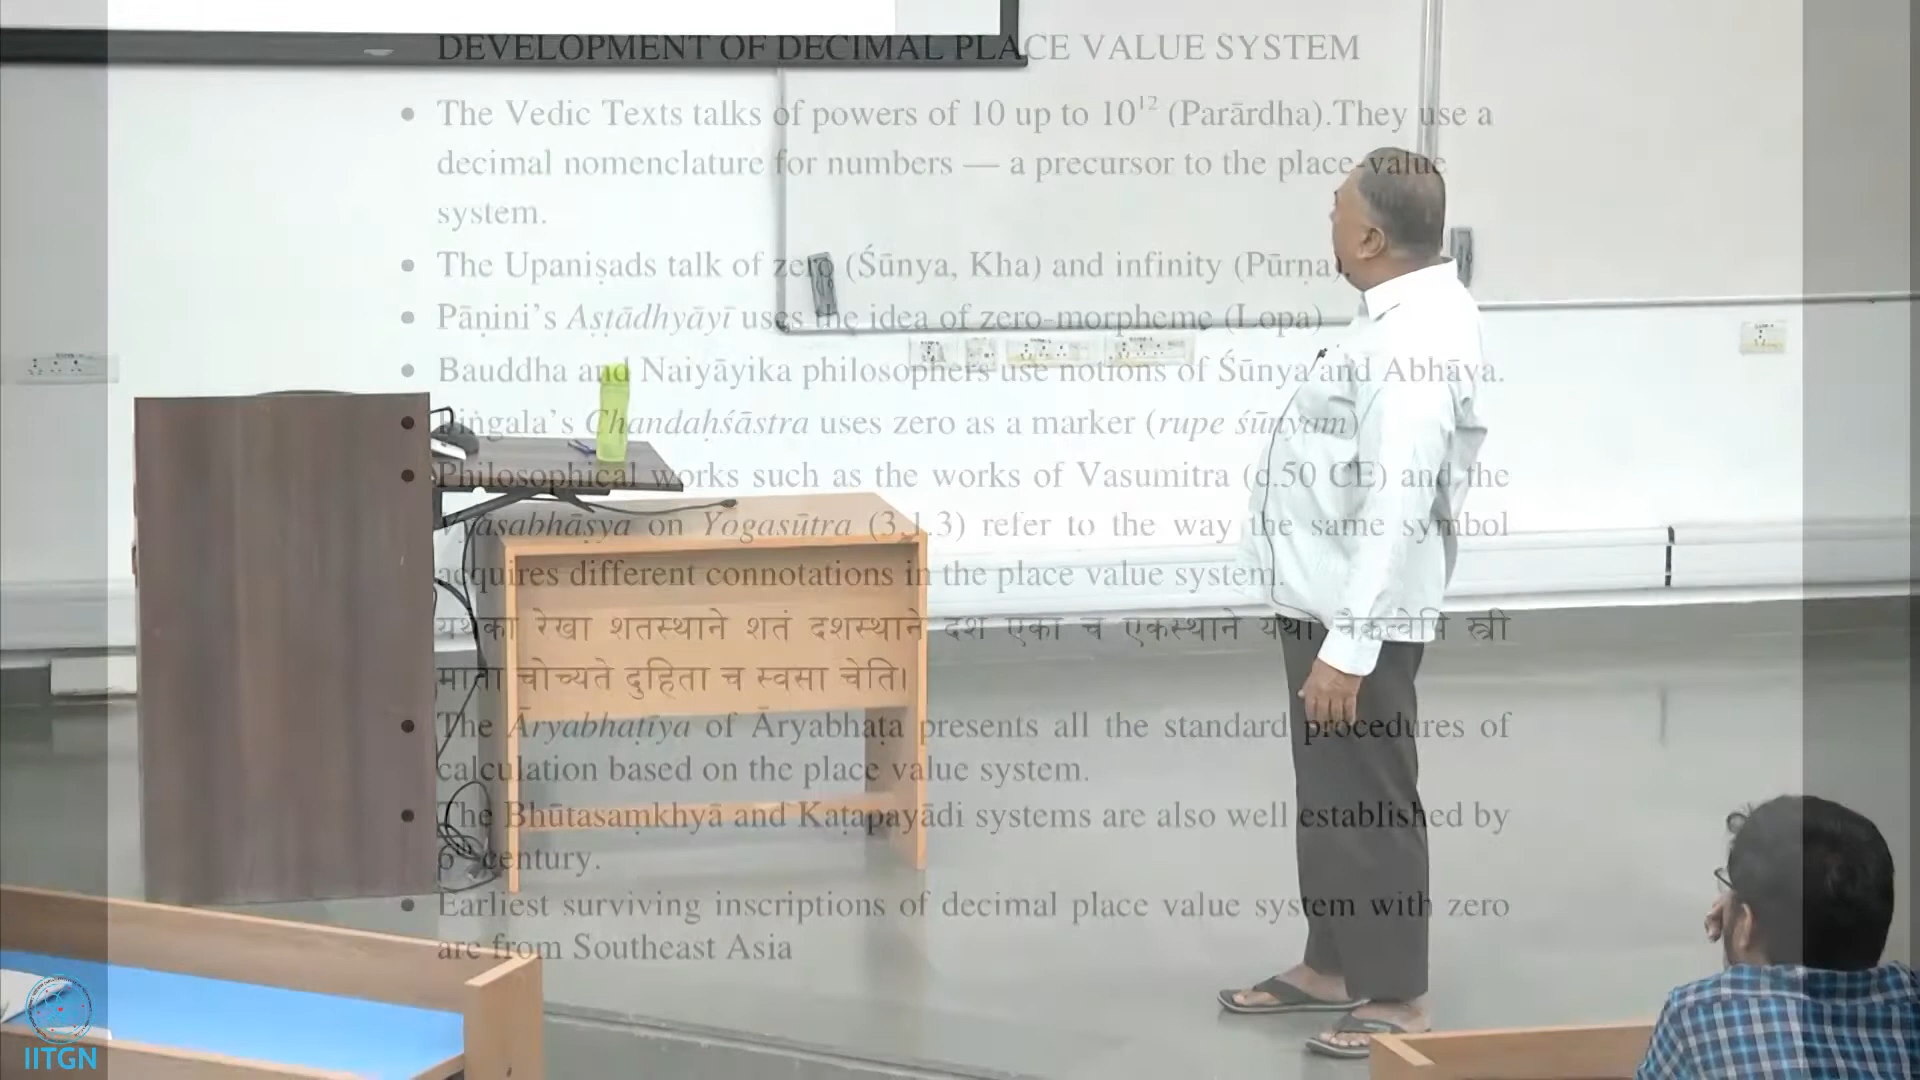 DEVELOPMENT OF DECIMAL PLACE VALUE SYSTEM
• The Vedic Texts talks of powers of 10 up to 10¹² (Parārdha).They use a
decimal nomenclature for numbers — a precursor to the place-value
system.
• The Upaniṣads talk of zero (Śūnya, Kha) and infinity (Pūrṇa).
• Pāṇini’s Aṣṭādhyāyī uses the idea of zero-morpheme (Lopa)
• Bauddha and Naiyāyika philosophers use notions of Śūnya and Abhāva.
• Piṅgala’s Chandaḥśāstra uses zero as a marker (rupe śūnyam)
• Philosophical works such as the works of Vasumitra (c.50 CE) and the
Vyāsabhāṣya on Yogasūtra (3.1.3) refer to the way the same symbol
acquires different connotations in the place value system.
यथैका रेखा शतस्थाने शतं दशस्थाने दश एका च एकस्थाने यथा चैकत्वेपि स्त्री
माता चोच्यते दुहिता च स्वसा चेति।
• The Āryabhaṭīya of Āryabhaṭa presents all the standard procedures of
calculation based on the place value system.
• The Bhūtasaṃkhyā and Kaṭapayādi systems are also well established by
6ᵗʰ century.
• Earliest surviving inscriptions of decimal place value system with zero
are from Southeast Asia
IITGN